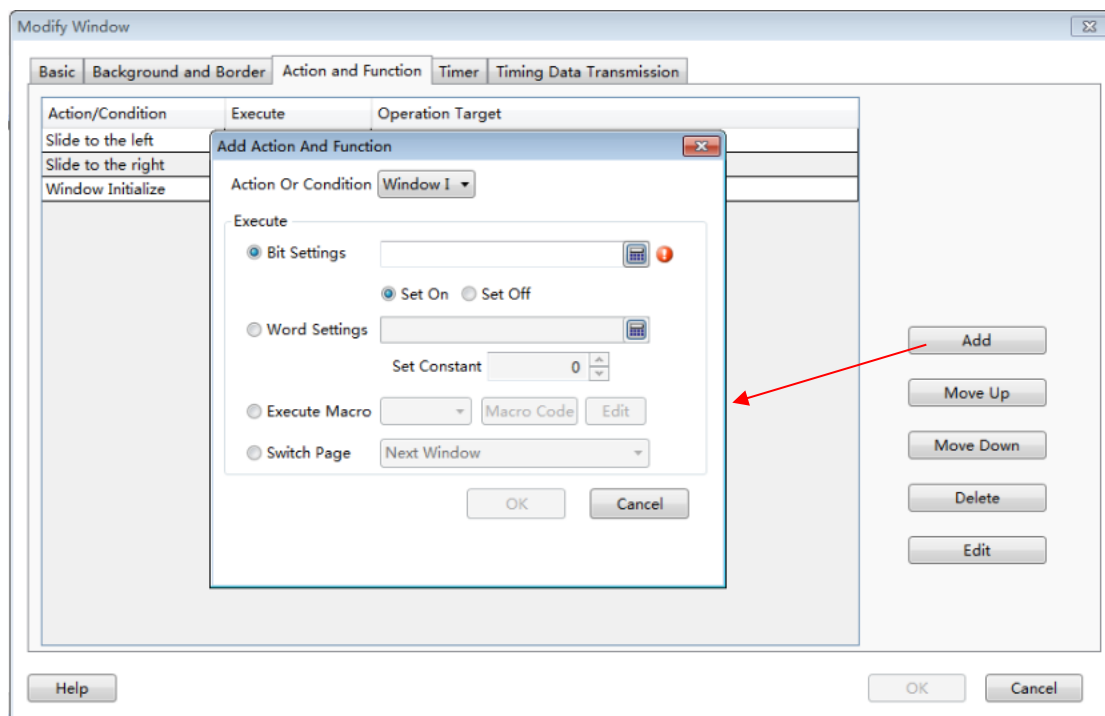 Modify Window
Basic Background and Border Action and Function Timer Timing Data Transmission
Action/Condition Execute Operation Target
Slide to the left
Slide to the right
Window Initialize
Add Action And Function
Action Or Condition Window I
Execute
Bit Settings
Set On Set Off
Word Settings
Set Constant 0
Execute Macro Macro Code Edit
Switch Page Next Window
OK Cancel
Add
Move Up
Move Down
Delete
Edit
Help OK Cancel